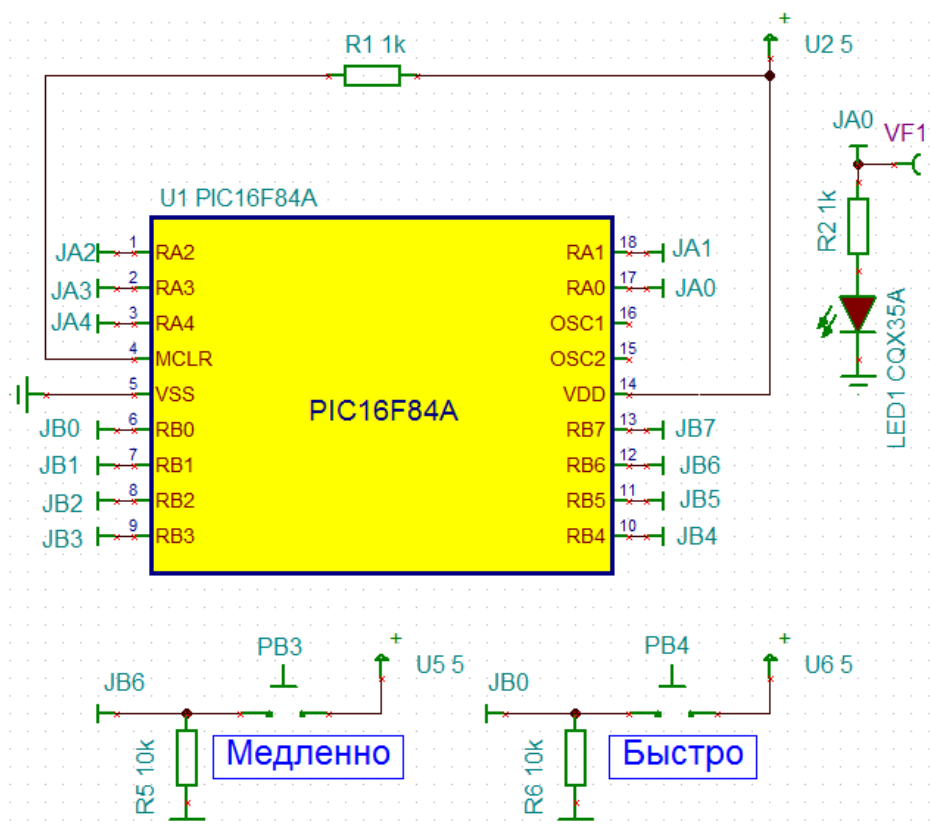 R1 1k
+
U2 5
JA0
VF1
R2 1k
LED1 CQX35A
U1 PIC16F84A
JA2 1 RA2 RA1 18 JA1
JA3 2 RA3 RA0 17 JA0
JA4 3 RA4 OSC1 16
4 MCLR OSC2 15
5 VSS VDD 14
PIC16F84A
JB0 6 RB0 RB7 13 JB7
JB1 7 RB1 RB6 12 JB6
JB2 8 RB2 RB5 11 JB5
JB3 9 RB3 RB4 10 JB4
PB3
+
U5 5
JB6
R5 10k
Медленно
PB4
+
U6 5
JB0
R6 10k
Быстро